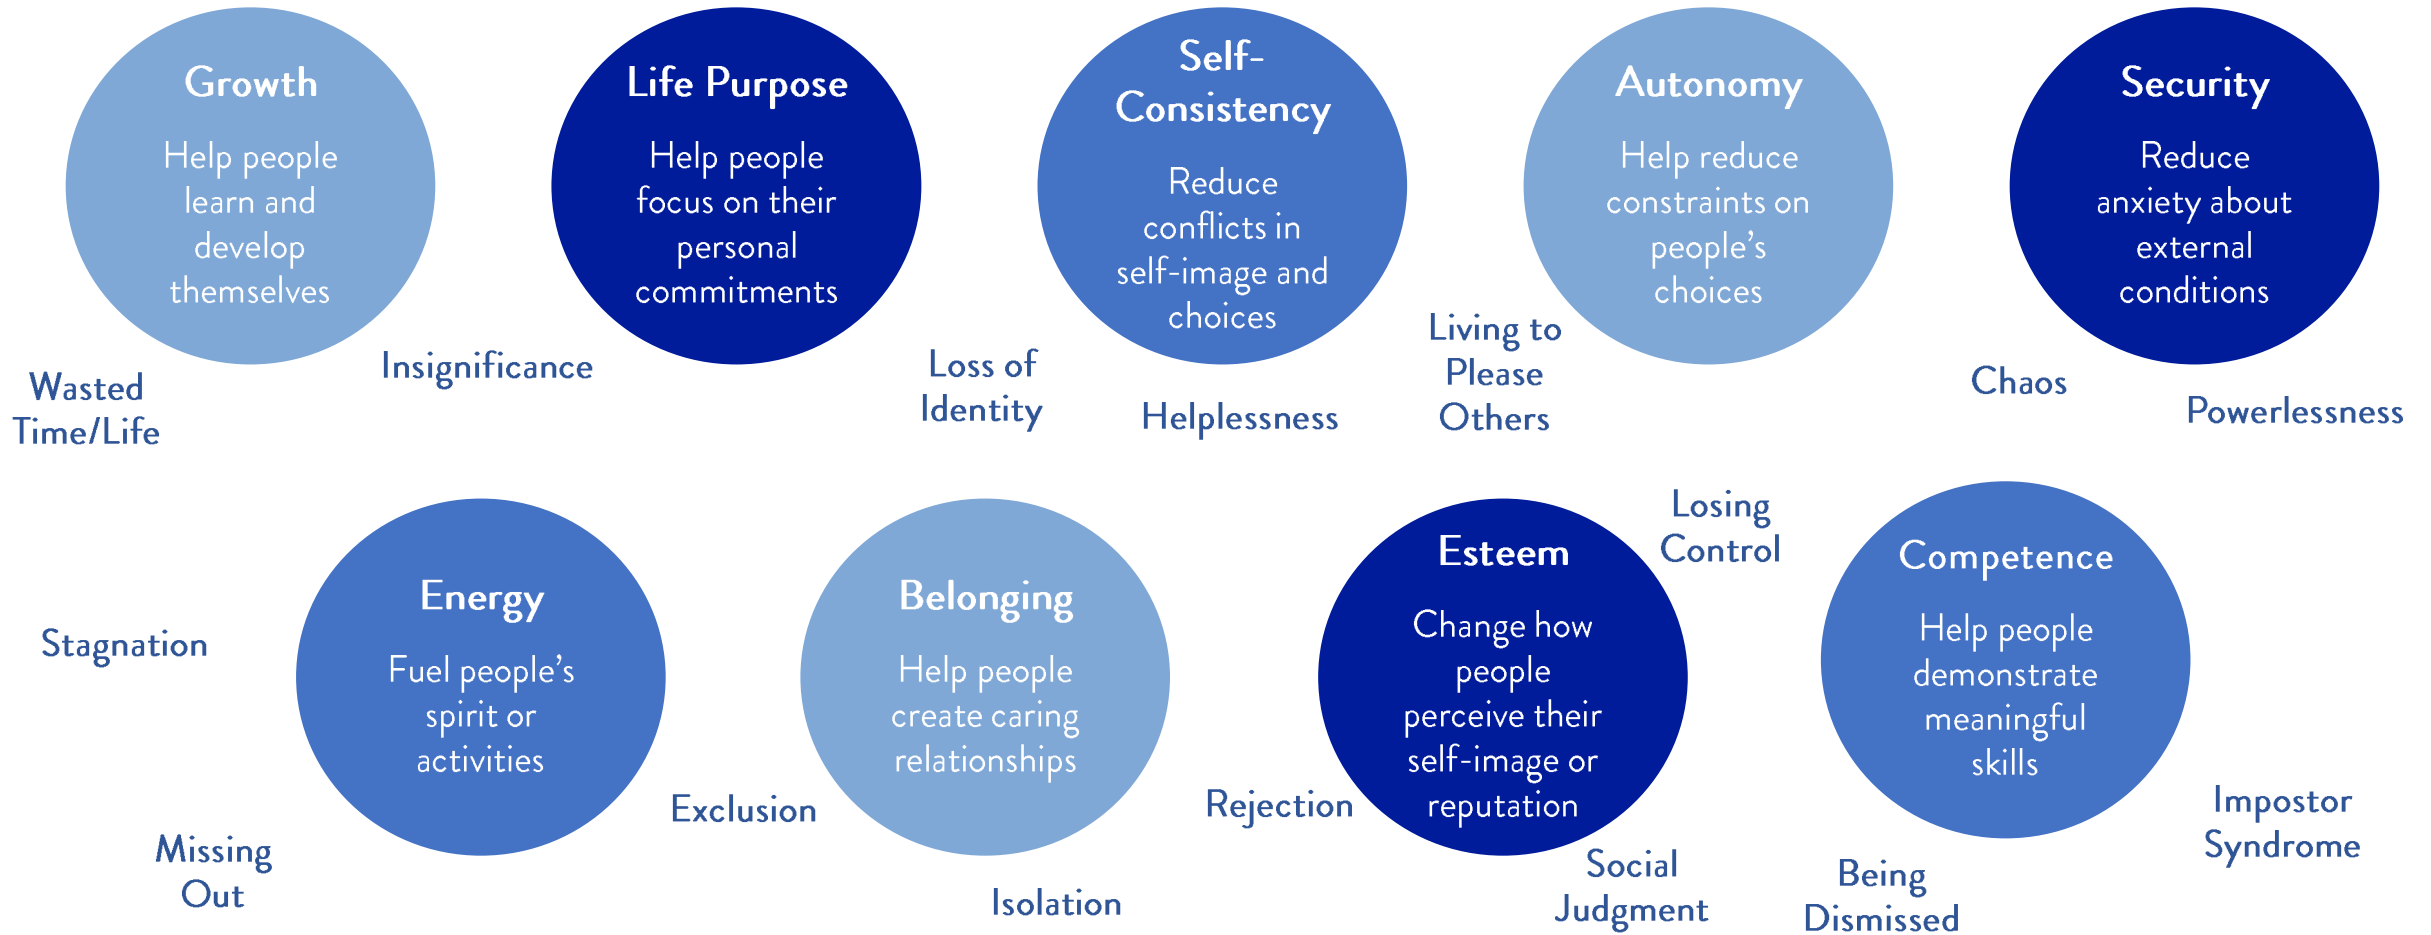 Growth
Help people
learn and
develop
themselves
Life Purpose
Help people
focus on their
personal
commitments
Self-
Consistency
Reduce
conflicts in
self-image and
choices
Autonomy
Help reduce
constraints on
people’s
choices
Security
Reduce
anxiety about
external
conditions
Wasted
Time/Life
Insignificance
Loss of
Identity
Helplessness
Living to
Please
Others
Chaos
Powerlessness
Stagnation
Missing
Out
Energy
Fuel people’s
spirit or
activities
Exclusion
Belonging
Help people
create caring
relationships
Isolation
Rejection
Esteem
Change how
people
perceive their
self-image or
reputation
Losing
Control
Social
Judgment
Competence
Help people
demonstrate
meaningful
skills
Being
Dismissed
Impostor
Syndrome